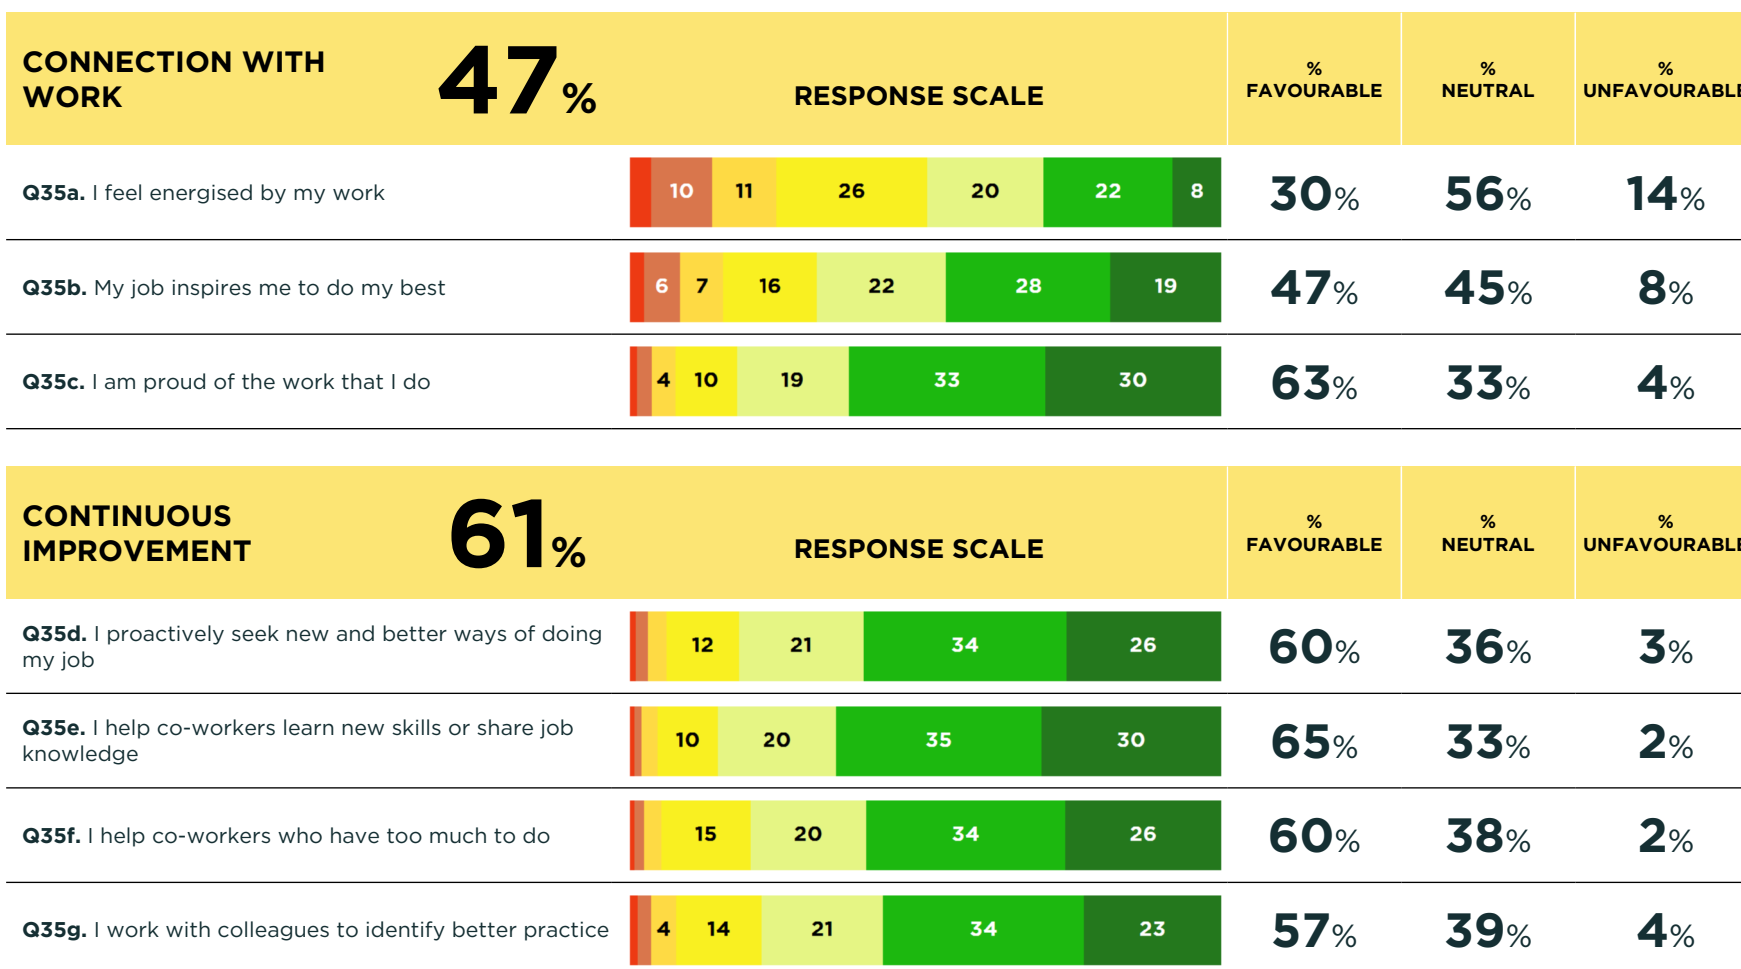 CONNECTION WITH
WORK
47%
RESPONSE SCALE
%
FAVOURABLE
%
NEUTRAL
%
UNFAVOURABLE
Q35a. I feel energised by my work
10 11 26 20 22 8
30% 56% 14%
Q35b. My job inspires me to do my best
6 7 16 22 28 19
47% 45% 8%
Q35c. I am proud of the work that I do
4 10 19 33 30
63% 33% 4%
CONTINUOUS
IMPROVEMENT
61%
RESPONSE SCALE
%
FAVOURABLE
%
NEUTRAL
%
UNFAVOURABLE
Q35d. I proactively seek new and better ways of doing
my job
12 21 34 26
60% 36% 3%
Q35e. I help co-workers learn new skills or share job
knowledge
10 20 35 30
65% 33% 2%
Q35f. I help co-workers who have too much to do
15 20 34 26
60% 38% 2%
Q35g. I work with colleagues to identify better practice
4 14 21 34 23
57% 39% 4%